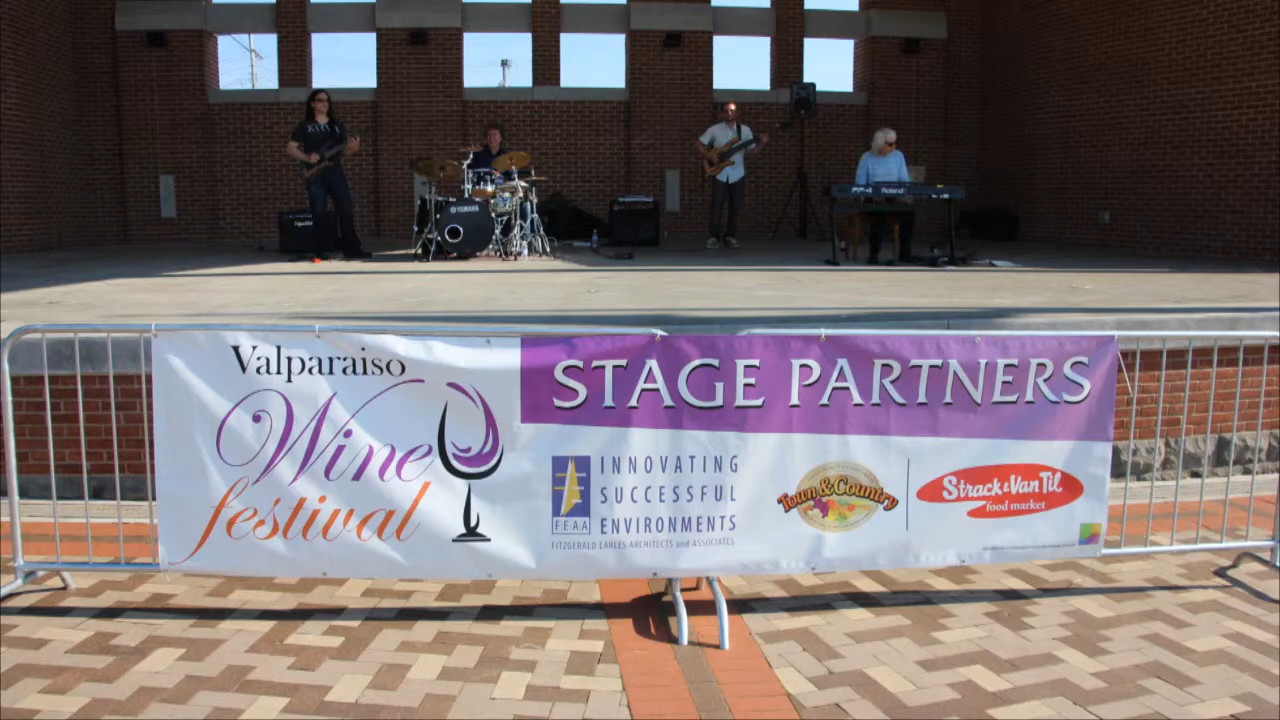 YAMAHA
Roland
Valparaiso
Wine
festival
STAGE PARTNERS
FEAA
INNOVATING
SUCCESSFUL
ENVIRONMENTS
FITZGERALD EARLES ARCHITECTS and ASSOCIATES
Town & Country
Strack & Van Til
food market